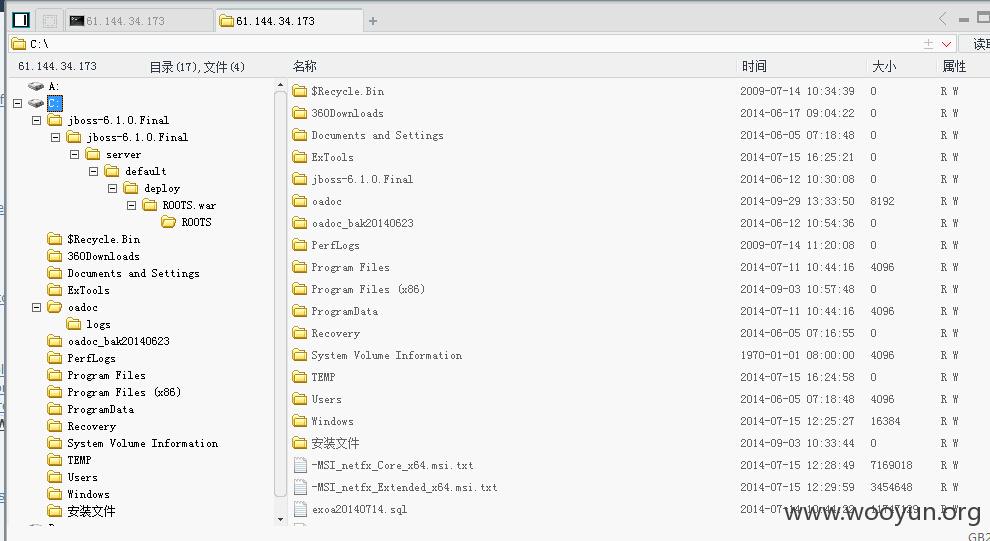 61.144.34.173 61.144.34.173 +
C:\ 读取
61.144.34.173 目录(17),文件(4)
A:
C:
jboss-6.1.0.Final
jboss-6.1.0.Final
server
default
deploy
ROOTS.war
ROOTS
$Recycle.Bin
360Downloads
Documents and Settings
ExTools
oadoc
logs
oadoc_bak20140623
PerfLogs
Program Files
Program Files (x86)
ProgramData
Recovery
System Volume Information
TEMP
Users
Windows
安装文件
名称 时间 大小 属性
$Recycle.Bin 2009-07-14 10:34:39 0 R W
360Downloads 2014-06-17 09:04:22 0 R W
Documents and Settings 2014-06-05 07:18:48 0 R W
ExTools 2014-07-15 16:25:21 0 R W
jboss-6.1.0.Final 2014-06-12 10:30:08 0 R W
oadoc 2014-09-29 13:33:50 8192 R W
oadoc_bak20140623 2014-06-12 10:54:36 0 R W
PerfLogs 2009-07-14 11:20:08 0 R W
Program Files 2014-07-11 10:44:16 4096 R W
Program Files (x86) 2014-09-03 10:57:48 0 R W
ProgramData 2014-07-11 10:44:16 4096 R W
Recovery 2014-06-05 07:16:55 0 R W
System Volume Information 1970-01-01 08:00:00 4096 R W
TEMP 2014-07-15 16:24:58 0 R W
Users 2014-06-05 07:18:48 4096 R W
Windows 2014-07-15 12:25:27 16384 R W
安装文件 2014-09-03 10:33:44 0 R W
-MSI_netfx_Core_x64.msi.txt 2014-07-15 12:28:49 7169018 R W
-MSI_netfx_Extended_x64.msi.txt 2014-07-15 12:29:59 3454648 R W
exoa20140714.sql R W
www.wooyun.org